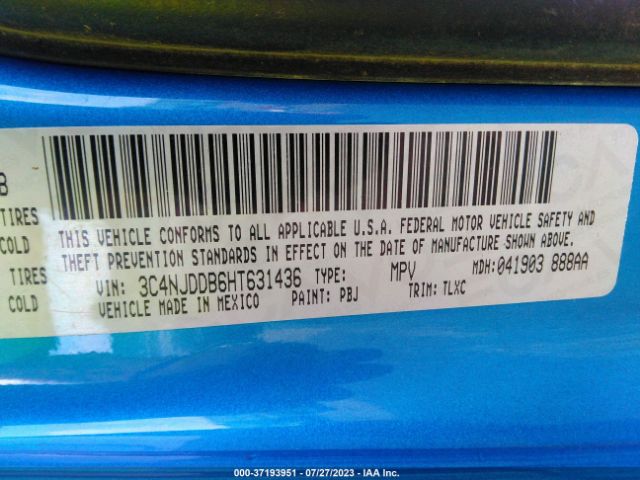 B
TIRES
COLD
TIRES
COLD
THIS VEHICLE CONFORMS TO ALL APPLICABLE U.S.A. FEDERAL MOTOR VEHICLE SAFETY AND
THEFT PREVENTION STANDARDS IN EFFECT ON THE DATE OF MANUFACTURE SHOWN ABOVE.
VIN: 3C4NJDDB6HT631436 TYPE: MPV MDH:041903 888AA
VEHICLE MADE IN MEXICO PAINT: PBJ TRIM: TLXC
000-37193951 - 07/27/2023 - IAA Inc.